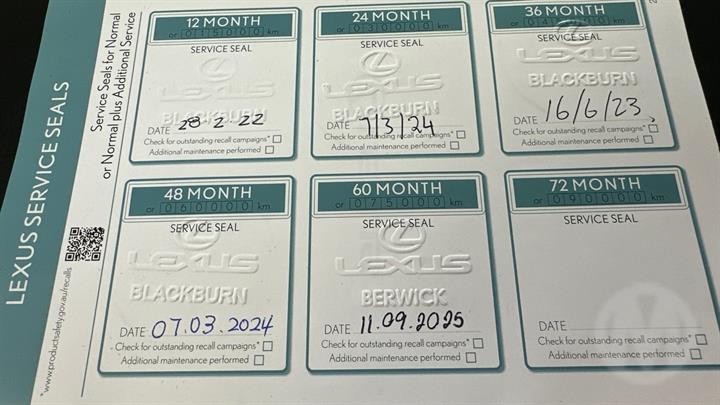 LEXUS SERVICE SEALS
Service Seals for Normal
or Normal plus Additional Service
*www.productsafety.gov.au/recalls
12 MONTH
or 015000 km
SERVICE SEAL
LEXUS
BLACKBURN
DATE 28-2-22
Check for outstanding recall campaigns*
Additional maintenance performed
24 MONTH
or 030000 km
SERVICE SEAL
LEXUS
BLACKBURN
DATE 7/3/24
Check for outstanding recall campaigns*
Additional maintenance performed
36 MONTH
km
SERVICE SEAL
LEXUS
BLACKBURN
DATE 16/6/23
Check for outstanding recall campaigns*
Additional maintenance performed
48 MONTH
or 060000 km
SERVICE SEAL
LEXUS
BLACKBURN
DATE 07.03.2024
Check for outstanding recall campaigns*
Additional maintenance performed
60 MONTH
or 075000 km
SERVICE SEAL
LEXUS
BERWICK
DATE 11.09.2025
Check for outstanding recall campaigns*
Additional maintenance performed
72 MONTH
or 090000 km
SERVICE SEAL
DATE
Check for outstanding recall campaigns*
Additional maintenance performed